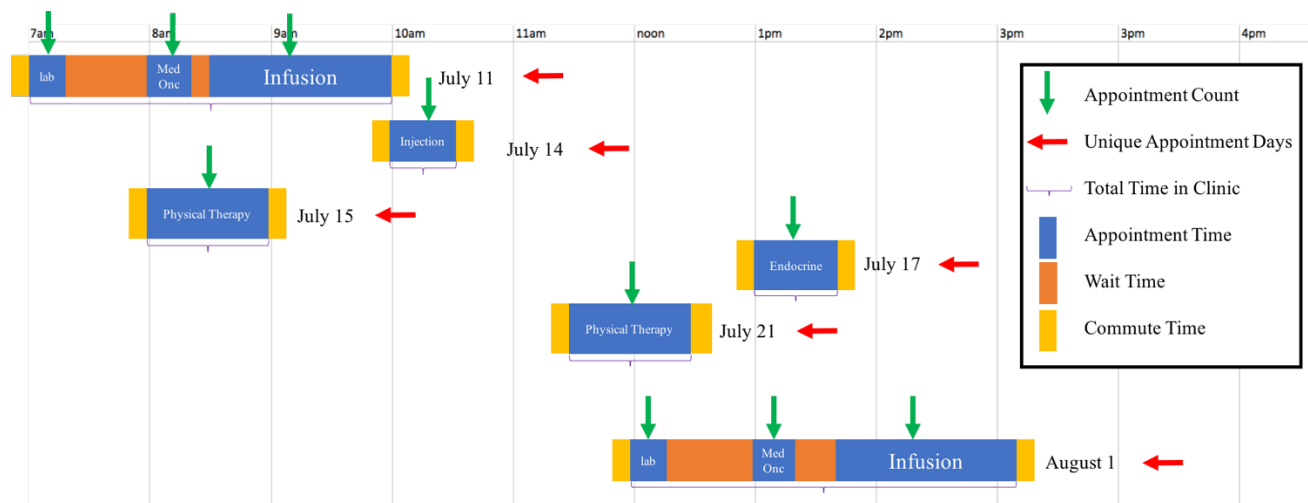 7am 8am 9am 10am 11am noon 1pm 2pm 3pm 3pm 4pm
lab
Med
Onc
Infusion
July 11
Injection
July 14
Physical Therapy
July 15
Endocrine
July 17
Physical Therapy
July 21
lab
Med
Onc
Infusion
August 1
Appointment Count
Unique Appointment Days
Total Time in Clinic
Appointment Time
Wait Time
Commute Time